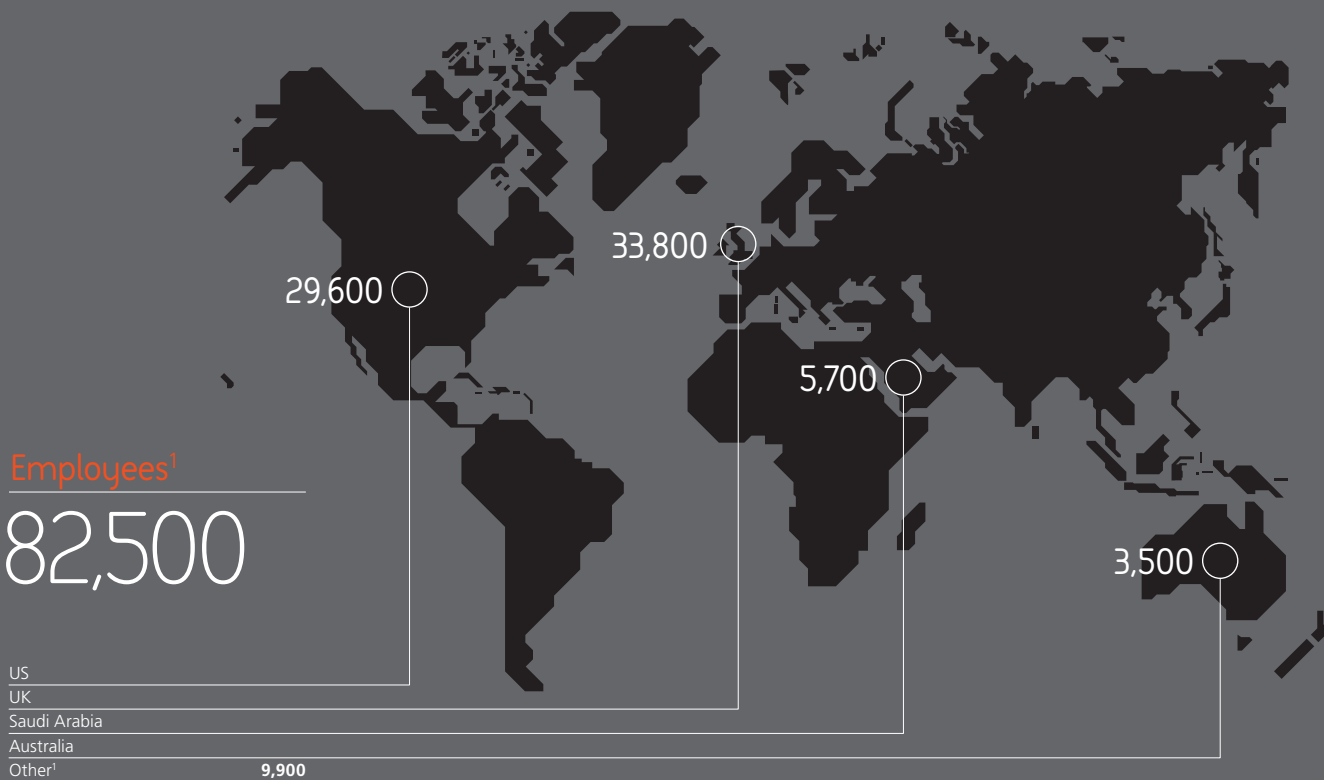 33,800
29,600
5,700
Employees¹
82,500
3,500
US
UK
Saudi Arabia
Australia
Other¹ 9,900